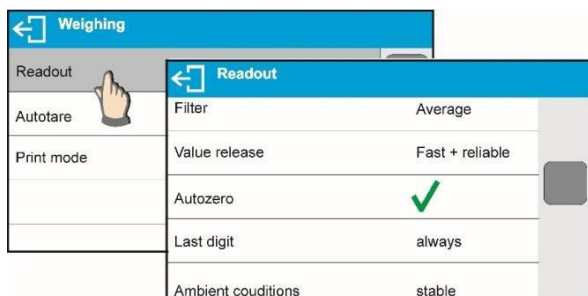 Weighing
Readout
Autotare
Print mode
Readout
Filter Average
Value release Fast + reliable
Autozero
Last digit always
Ambient couditions stable